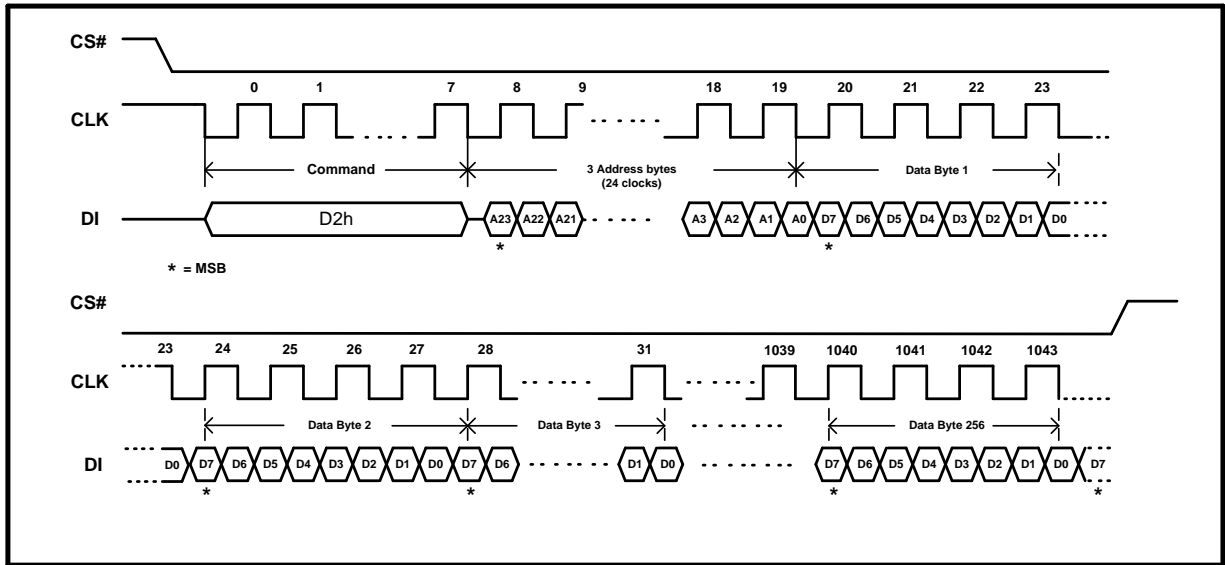 CS#
0 1 7 8 9 18 19 20 21 22 23
CLK
Command
3 Address bytes
(24 clocks)
Data Byte 1
DI
D2h
A23 A22 A21 A3 A2 A1 A0 D7 D6 D5 D4 D3 D2 D1 D0
* *
* = MSB
CS#
23 24 25 26 27 28 31 1039 1040 1041 1042 1043
CLK
Data Byte 2 Data Byte 3 Data Byte 256
DI
D0 D7 D6 D5 D4 D3 D2 D1 D0 D7 D6 D1 D0 D7 D6 D5 D4 D3 D2 D1 D0 D7
* * * *